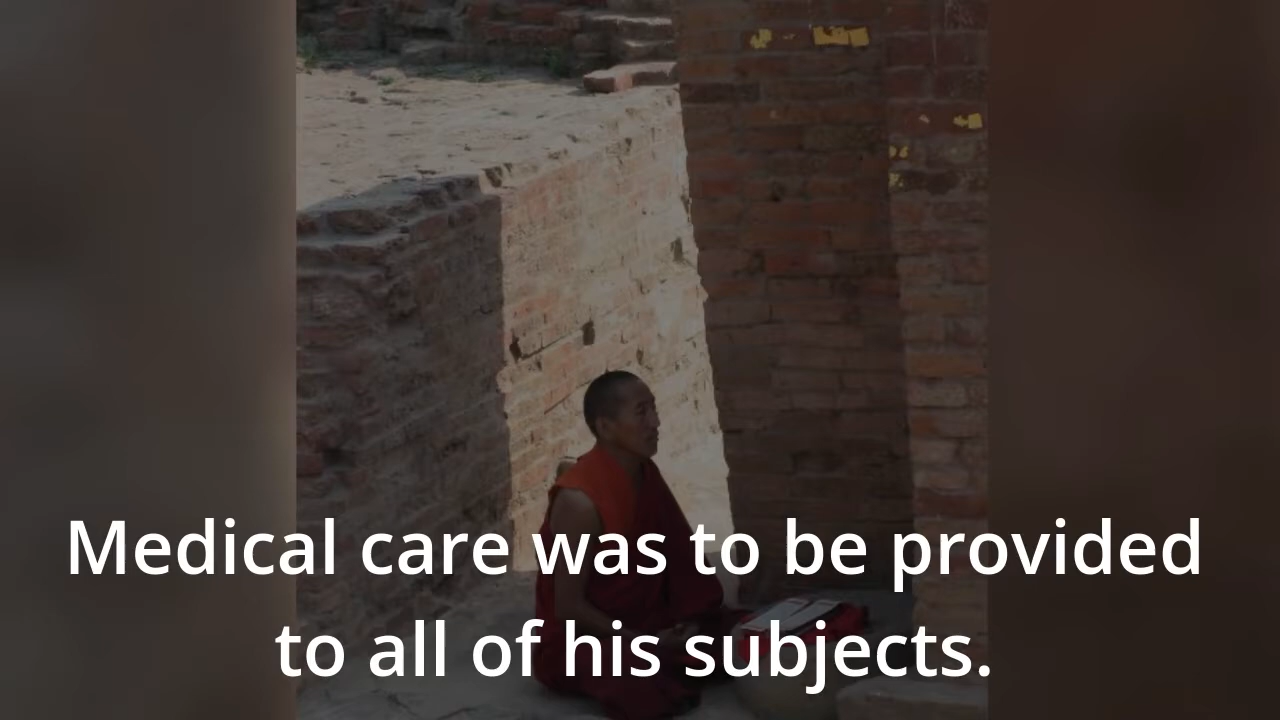 Medical care was to be provided
to all of his subjects.